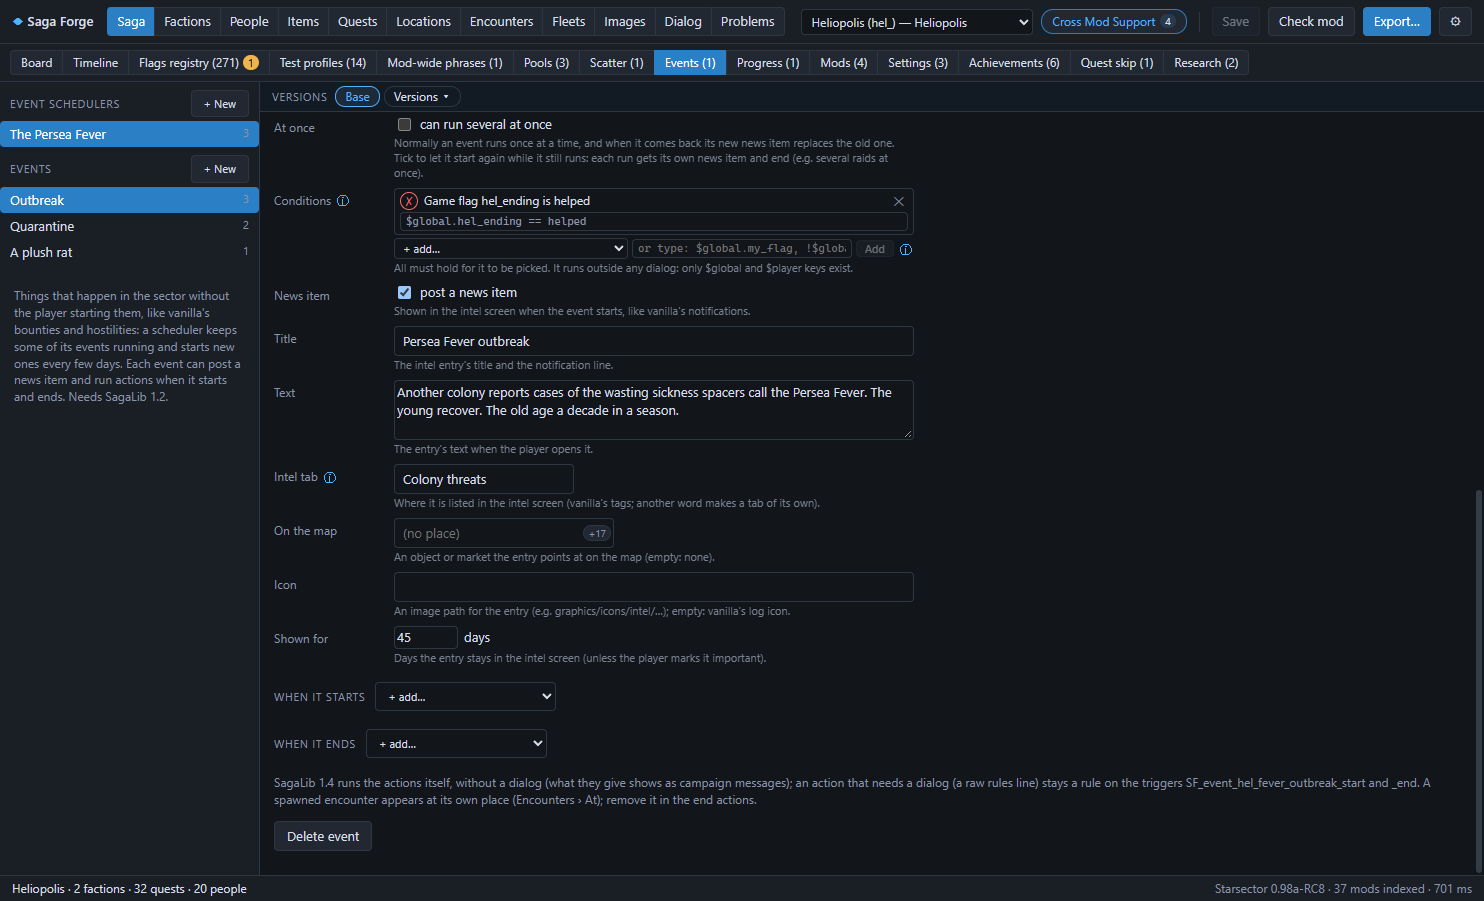 Saga Forge
Saga Factions People Items Quests Locations Encounters Fleets Images Dialog Problems
Heliopolis (hel_) — Heliopolis
Cross Mod Support 4
Save Check mod Export...
Board Timeline Flags registry (271) 1 Test profiles (14) Mod-wide phrases (1) Pools (3) Scatter (1) Events (1) Progress (1) Mods (4) Settings (3) Achievements (6) Quest skip (1) Research (2)
EVENT SCHEDULERS + New
The Persea Fever 3
EVENTS + New
Outbreak 3
Quarantine 2
A plush rat 1
Things that happen in the sector without
the player starting them, like vanilla's
bounties and hostilities: a scheduler keeps
some of its events running and starts new
ones every few days. Each event can post a
news item and run actions when it starts
and ends. Needs SagaLib 1.2.
VERSIONS Base Versions
At once can run several at once
Normally an event runs once at a time, and when it comes back its new news item replaces the old one.
Tick to let it start again while it still runs: each run gets its own news item and end (e.g. several raids at
once).
Conditions
Game flag hel_ending is helped
$global.hel_ending == helped
+ add... or type: $global.my_flag, !$globa Add
All must hold for it to be picked. It runs outside any dialog: only $global and $player keys exist.
News item post a news item
Shown in the intel screen when the event starts, like vanilla's notifications.
Title Persea Fever outbreak
The intel entry's title and the notification line.
Text Another colony reports cases of the wasting sickness spacers call the Persea Fever. The
young recover. The old age a decade in a season.
The entry's text when the player opens it.
Intel tab Colony threats
Where it is listed in the intel screen (vanilla's tags; another word makes a tab of its own).
On the map (no place) +17
An object or market the entry points at on the map (empty: none).
Icon
An image path for the entry (e.g. graphics/icons/intel/...); empty: vanilla's log icon.
Shown for 45 days
Days the entry stays in the intel screen (unless the player marks it important).
WHEN IT STARTS + add...
WHEN IT ENDS + add...
SagaLib 1.4 runs the actions itself, without a dialog (what they give shows as campaign messages); an action that needs a dialog (a raw rules line) stays a rule on the triggers SF_event_hel_fever_outbreak_start and _end. A
spawned encounter appears at its own place (Encounters › At); remove it in the end actions.
Delete event
Heliopolis · 2 factions · 32 quests · 20 people
Starsector 0.98a-RC8 · 37 mods indexed · 701 ms